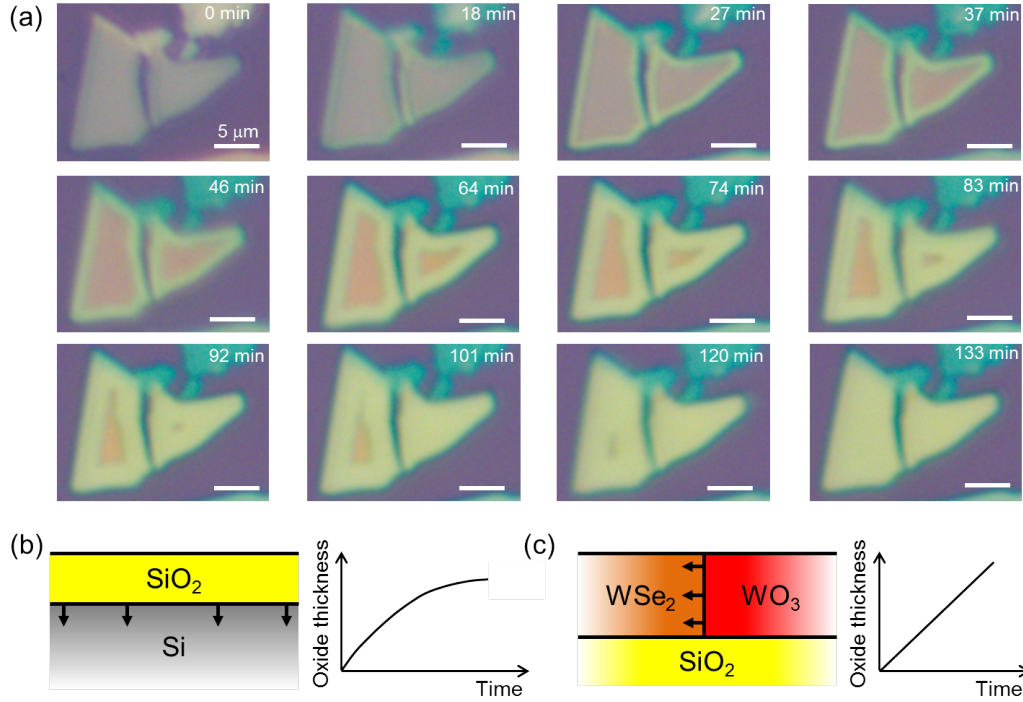 (a)
0 min
5 μm
18 min
27 min
37 min
46 min
64 min
74 min
83 min
92 min
101 min
120 min
133 min
(b)
SiO₂
Si
Oxide thickness
Time
(c)
WSe₂
WO₃
SiO₂
Oxide thickness
Time